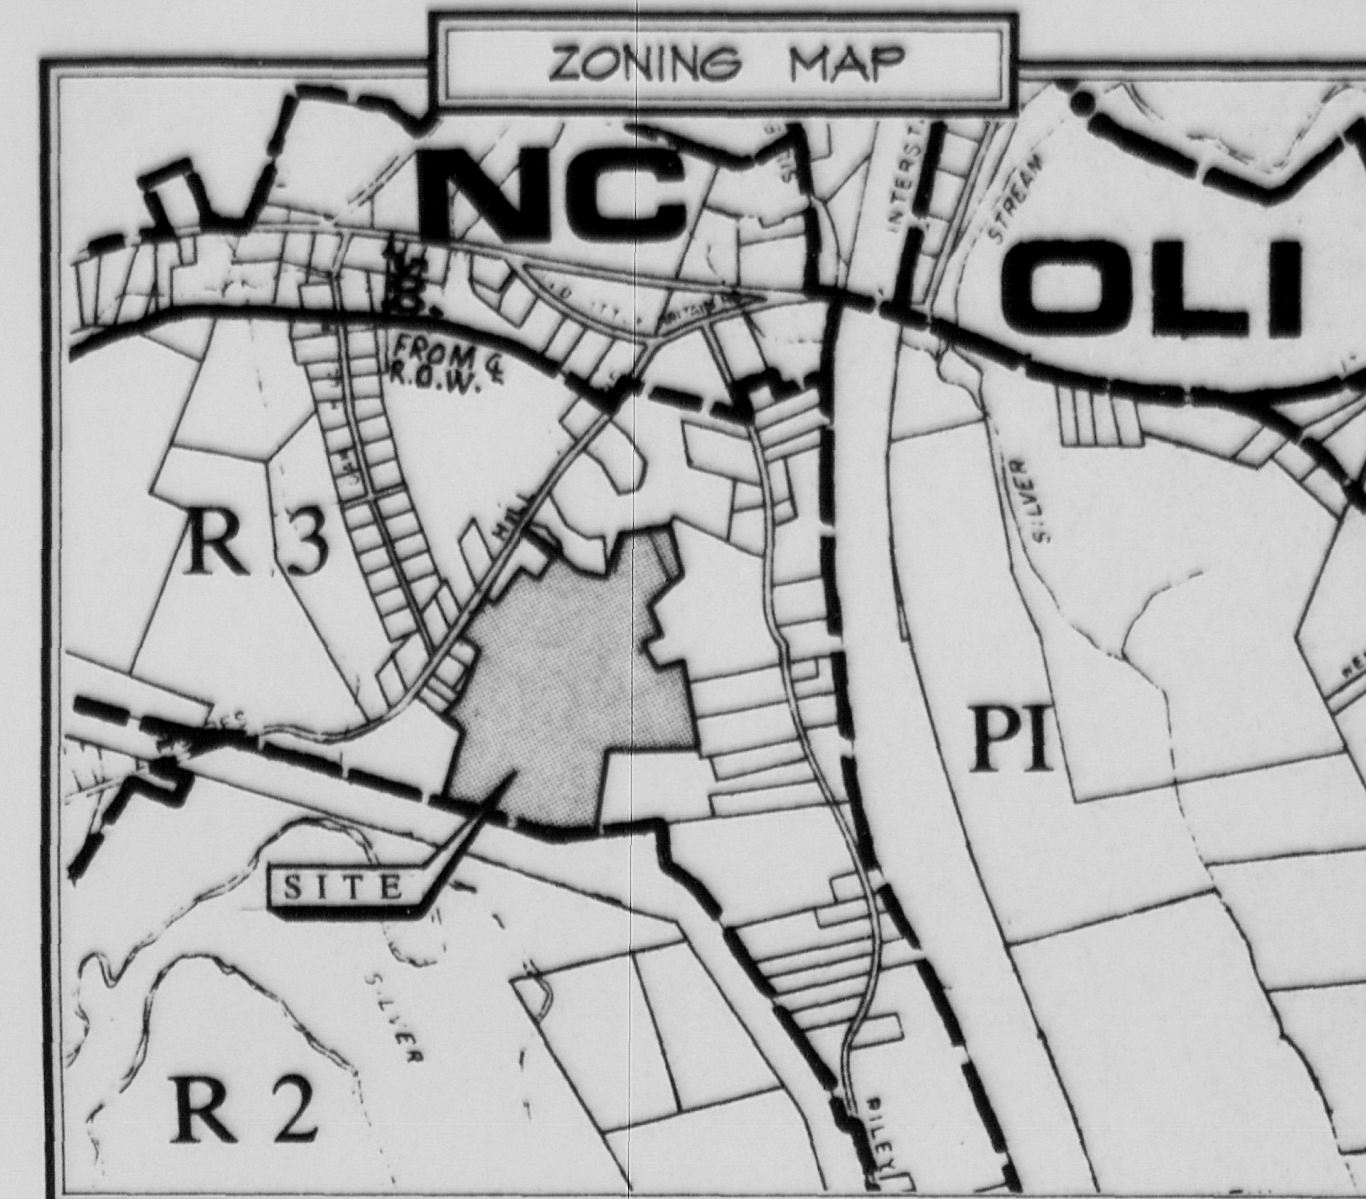 ZONING MAP
NC
INTERST.
STREAM
OLI
FROM ℄
R.O.W.
SILVER
HILL
R 3
PI
SITE
SILVER
R 2
RILEY